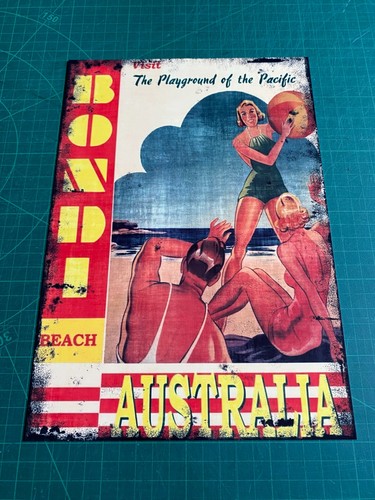 Visit
The Playground of the Pacific
BONDI
BEACH
AUSTRALIA